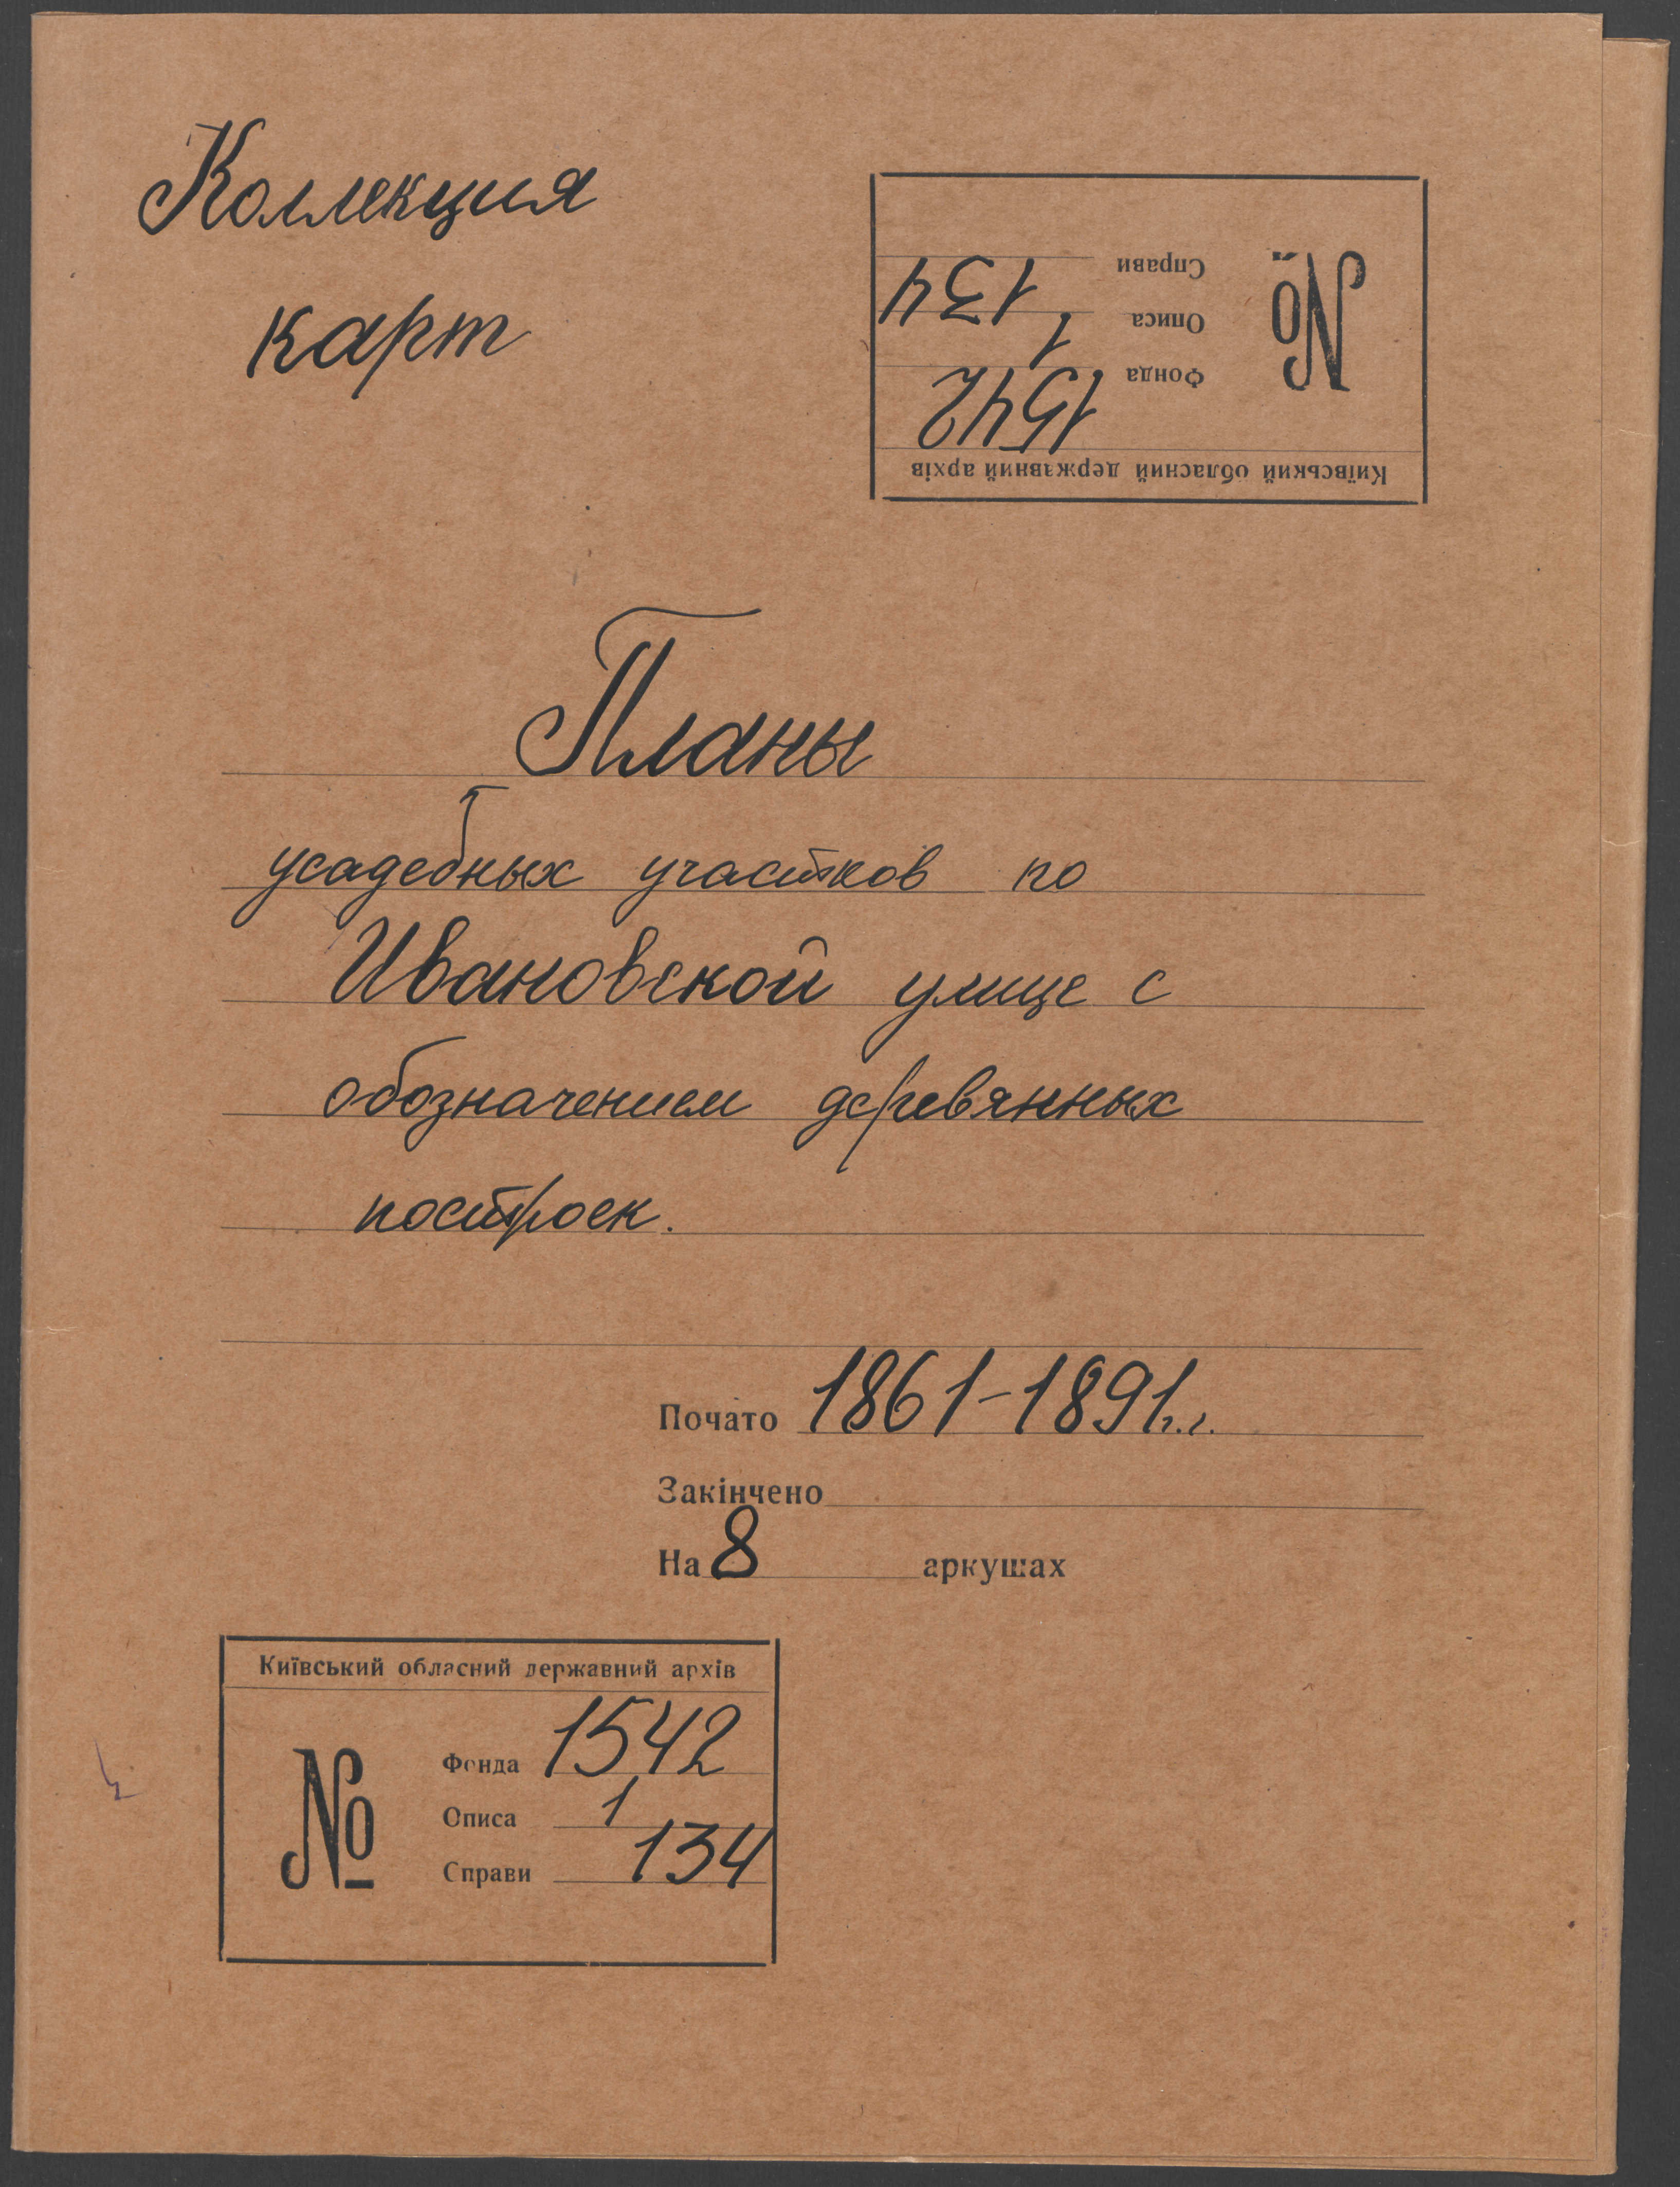 Коллекция
карт
Київський обласний державний архів
№
Фонда 1542
Описа 1
Справи 134
Планы
усадебных участков по
Ивановской улице с
обозначением деревянных
построек.
Почато 1861-1891г.г.
Закінчено
На 8 аркушах
Київський обласний державний архів
№
Фонда 1542
Описа 1
Справи 134